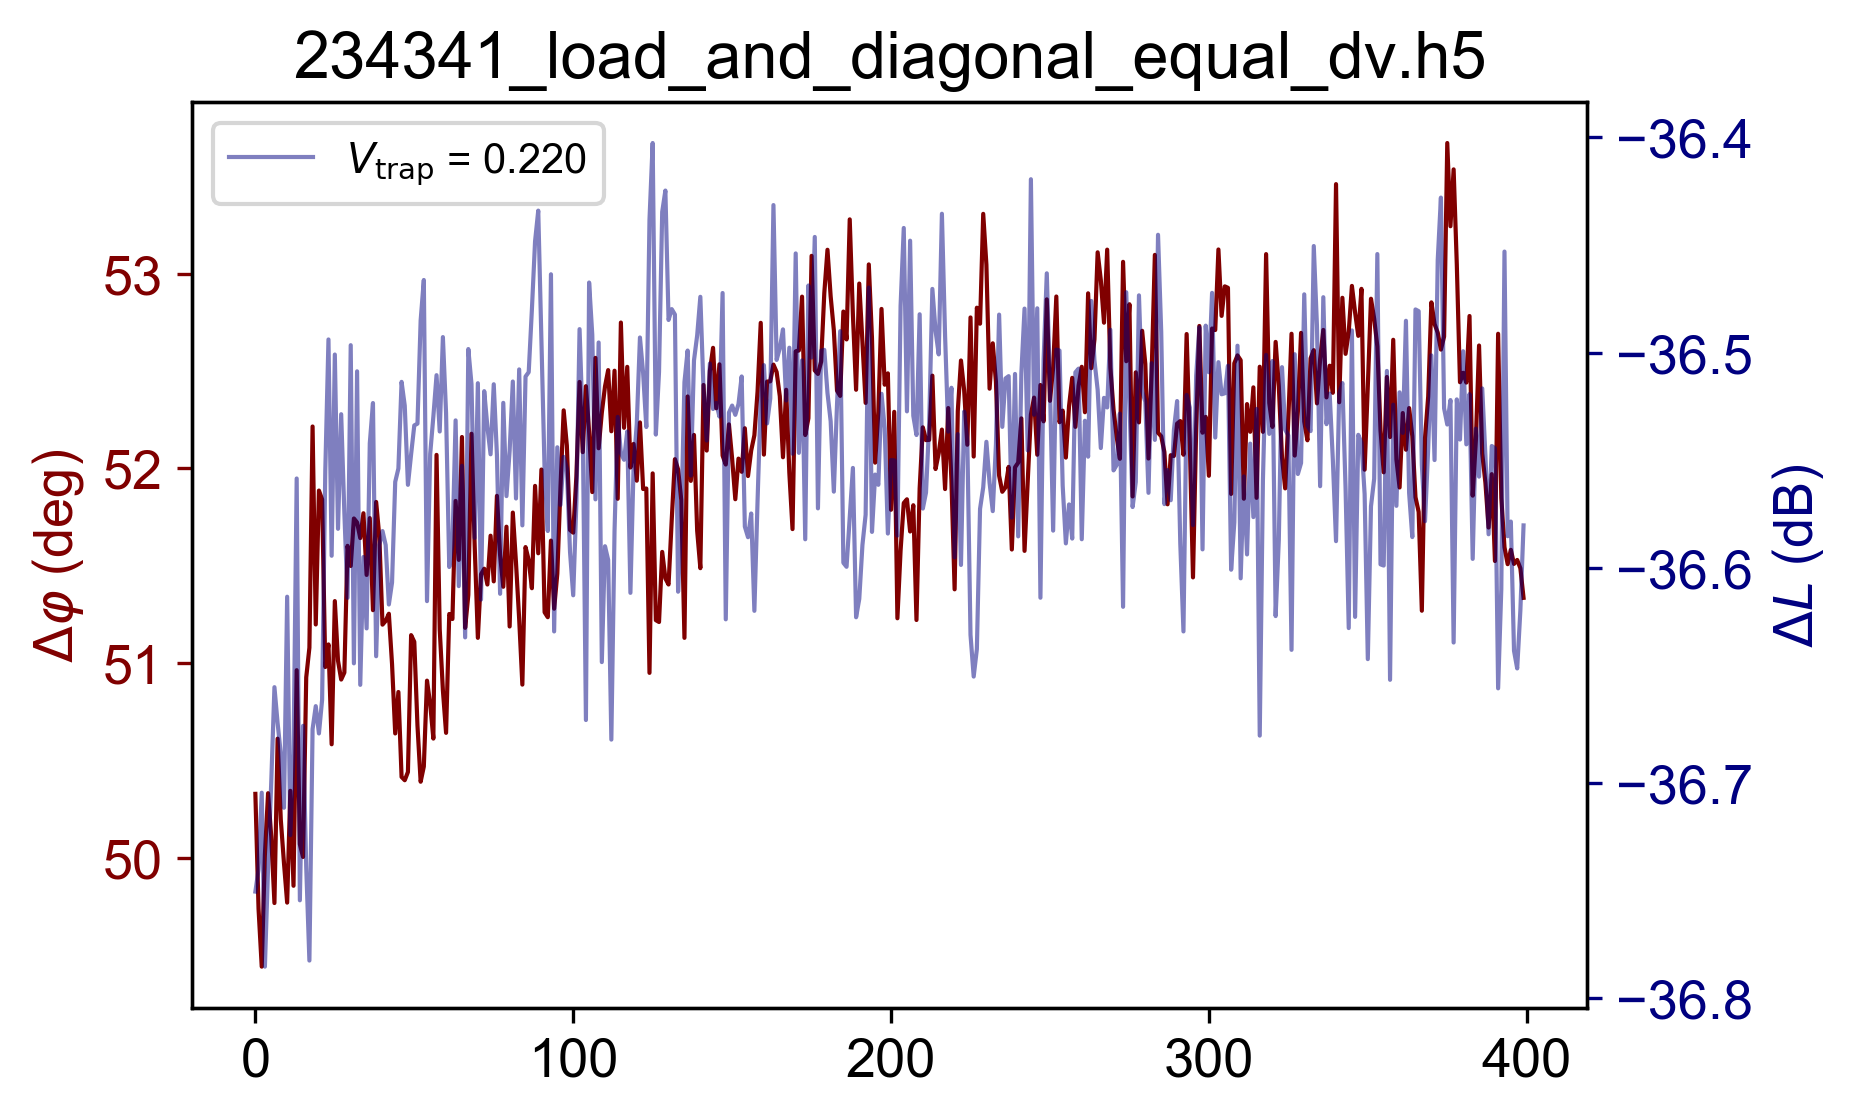 234341_load_and_diagonal_equal_dv.h5
V_trap = 0.220
53
52
51
50
Δφ (deg)
−36.4
−36.5
−36.6
−36.7
−36.8
ΔL (dB)
0 100 200 300 400